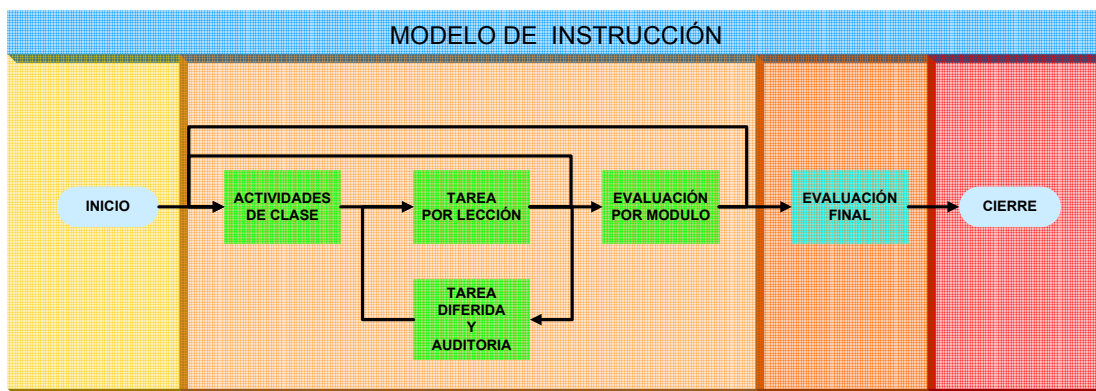 MODELO DE INSTRUCCIÓN
INICIO
ACTIVIDADES
DE CLASE
TAREA
POR LECCIÓN
EVALUACIÓN
POR MODULO
EVALUACIÓN
FINAL
CIERRE
TAREA
DIFERIDA
Y
AUDITORIA